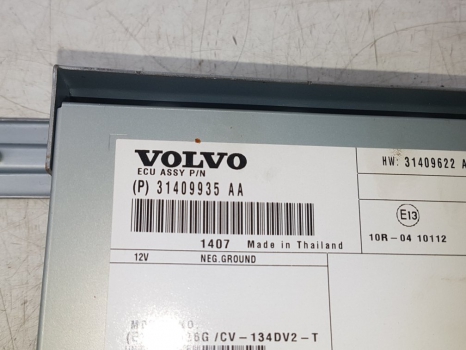 VOLVO
ECU ASSY P/N
(P) 31409935 AA
HW: 31409622 A
E13
10R-04 10112
1407 Made in Thailand
12V NEG.GROUND
6G/CV-134DV2-T